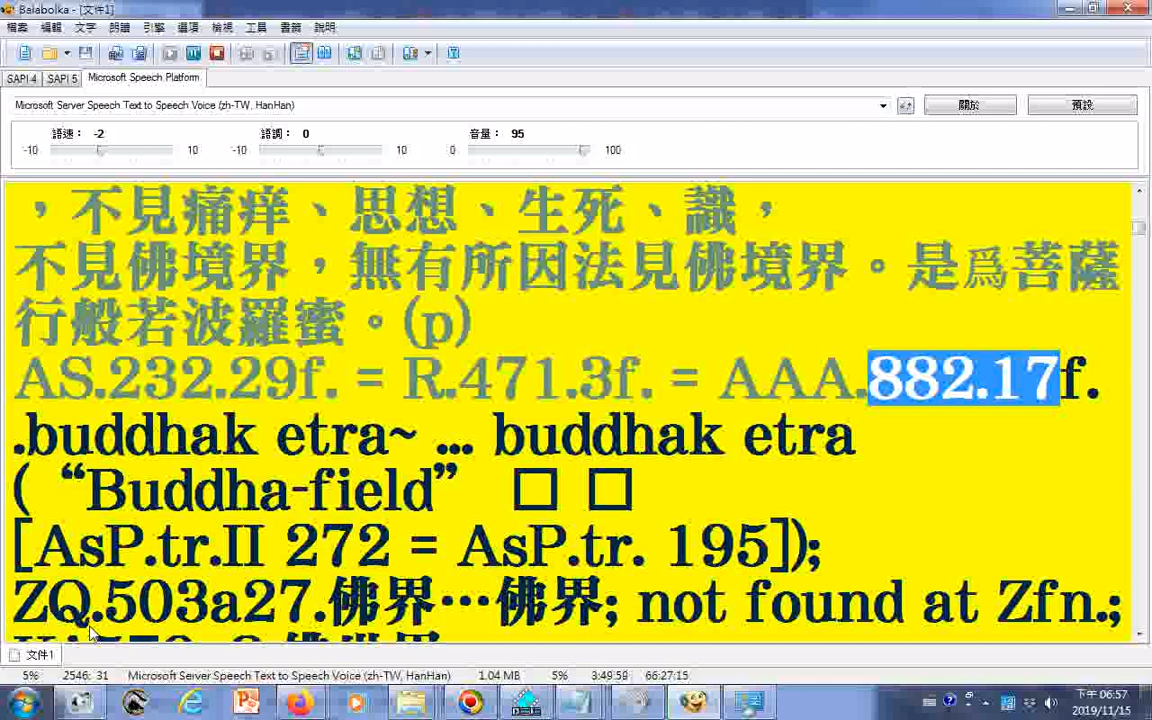 Balabolka - [文件1]
檔案 編輯 文字 朗讀 引擎 選項 檢視 工具 書籤 說明
SAPI 4 SAPI 5 Microsoft Speech Platform
Microsoft Server Speech Text to Speech Voice (zh-TW, HanHan) 關於 預設
語速： -2 語調： 0 音量： 95
-10 10 -10 10 0 100
，不見痛痒、思想、生死、識，
不見佛境界，無有所因法見佛境界。是爲菩薩
行般若波羅蜜。(p)
AS.232.29f. = R.471.3f. = AAA.882.17f.
.buddhak etra~ ... buddhak etra
( “Buddha-field” □ □
[AsP.tr.II 272 = AsP.tr. 195]);
ZQ.503a27.佛界…佛界; not found at Zfn.;
文件1
5% 2546: 31 Microsoft Server Speech Text to Speech Voice (zh-TW, HanHan) 1.04 MB 5% 3:49:59 66:27:15
下午 06:57
2019/11/15